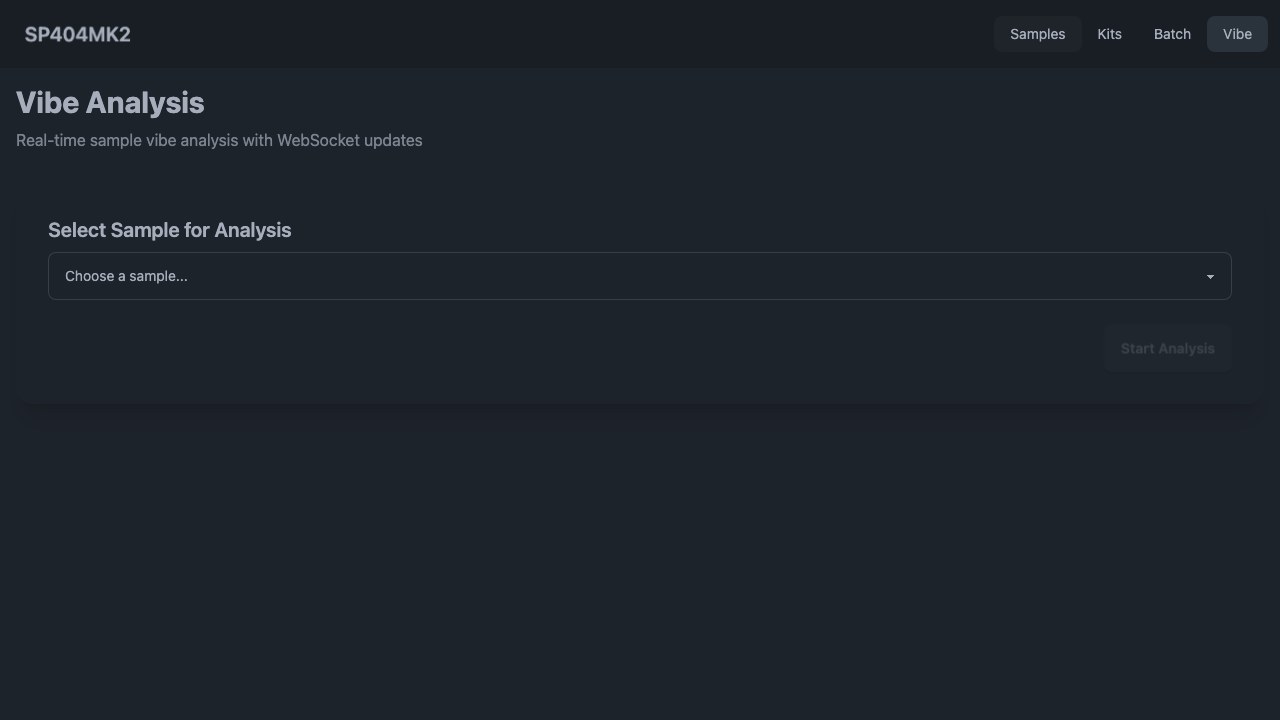 SP404MK2
Samples Kits Batch Vibe
Vibe Analysis
Real-time sample vibe analysis with WebSocket updates
Select Sample for Analysis
Choose a sample...
Start Analysis